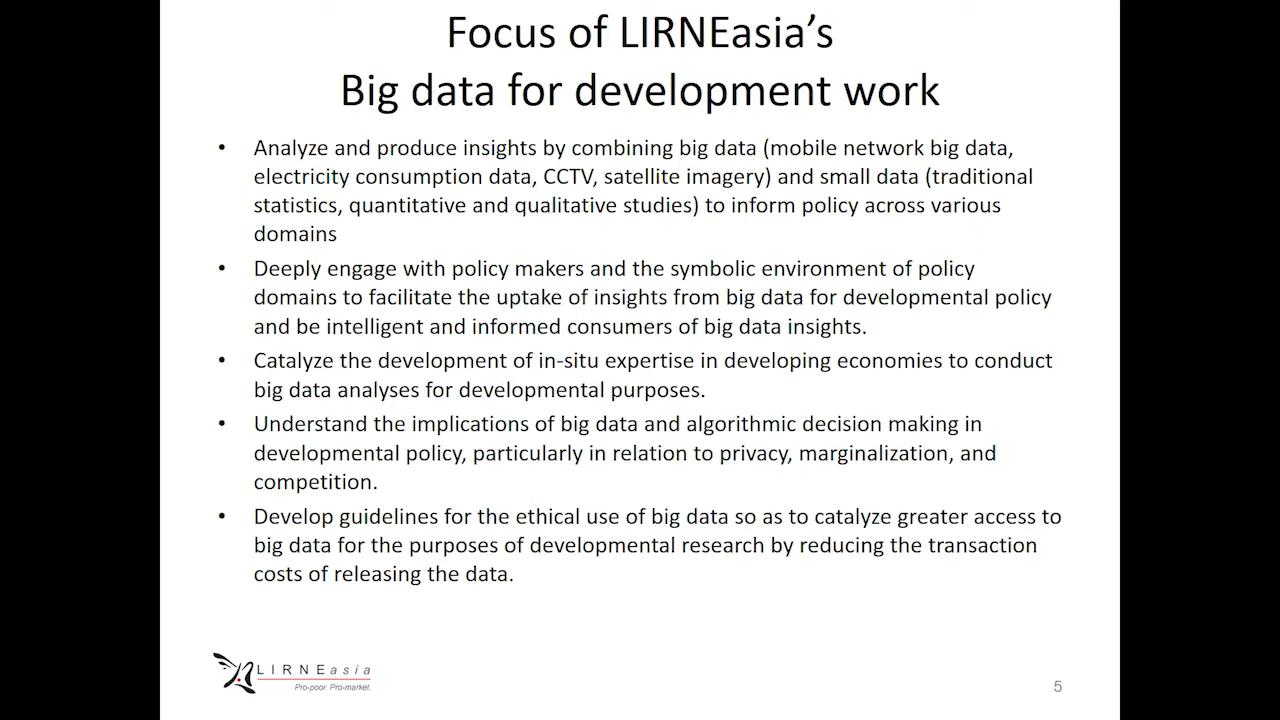 Focus of LIRNEasia's
Big data for development work
• Analyze and produce insights by combining big data (mobile network big data,
electricity consumption data, CCTV, satellite imagery) and small data (traditional
statistics, quantitative and qualitative studies) to inform policy across various
domains
• Deeply engage with policy makers and the symbolic environment of policy
domains to facilitate the uptake of insights from big data for developmental policy
and be intelligent and informed consumers of big data insights.
• Catalyze the development of in-situ expertise in developing economies to conduct
big data analyses for developmental purposes.
• Understand the implications of big data and algorithmic decision making in
developmental policy, particularly in relation to privacy, marginalization, and
competition.
• Develop guidelines for the ethical use of big data so as to catalyze greater access to
big data for the purposes of developmental research by reducing the transaction
costs of releasing the data.
LIRNEasia
Pro-poor. Pro-market.
5